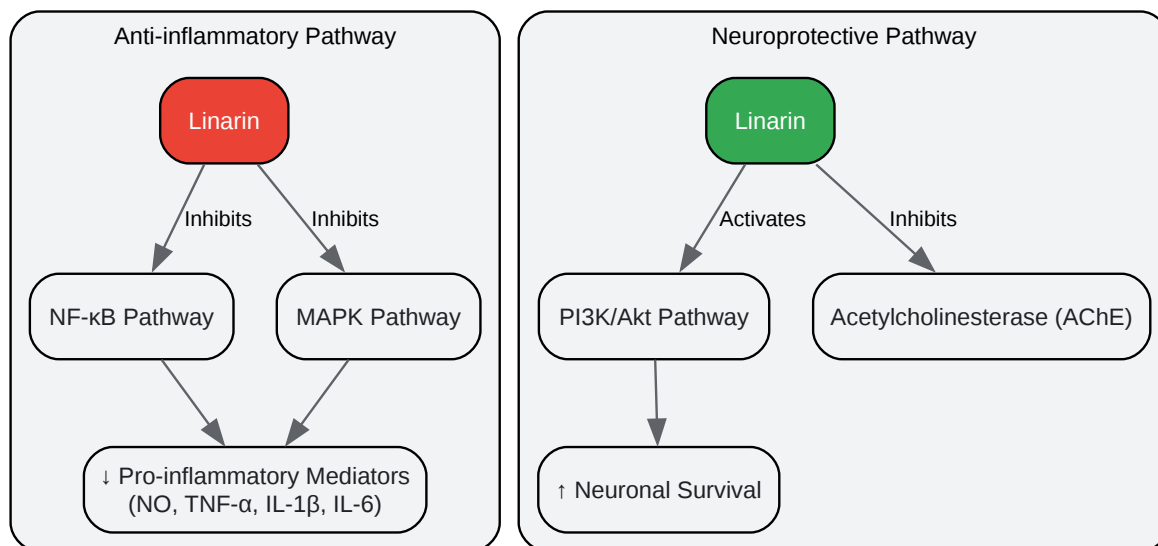 Anti-inflammatory Pathway
Linarin
Inhibits
Inhibits
NF-κB Pathway
MAPK Pathway
↓ Pro-inflammatory Mediators
(NO, TNF-α, IL-1β, IL-6)
Neuroprotective Pathway
Linarin
Activates
Inhibits
PI3K/Akt Pathway
Acetylcholinesterase (AChE)
↑ Neuronal Survival